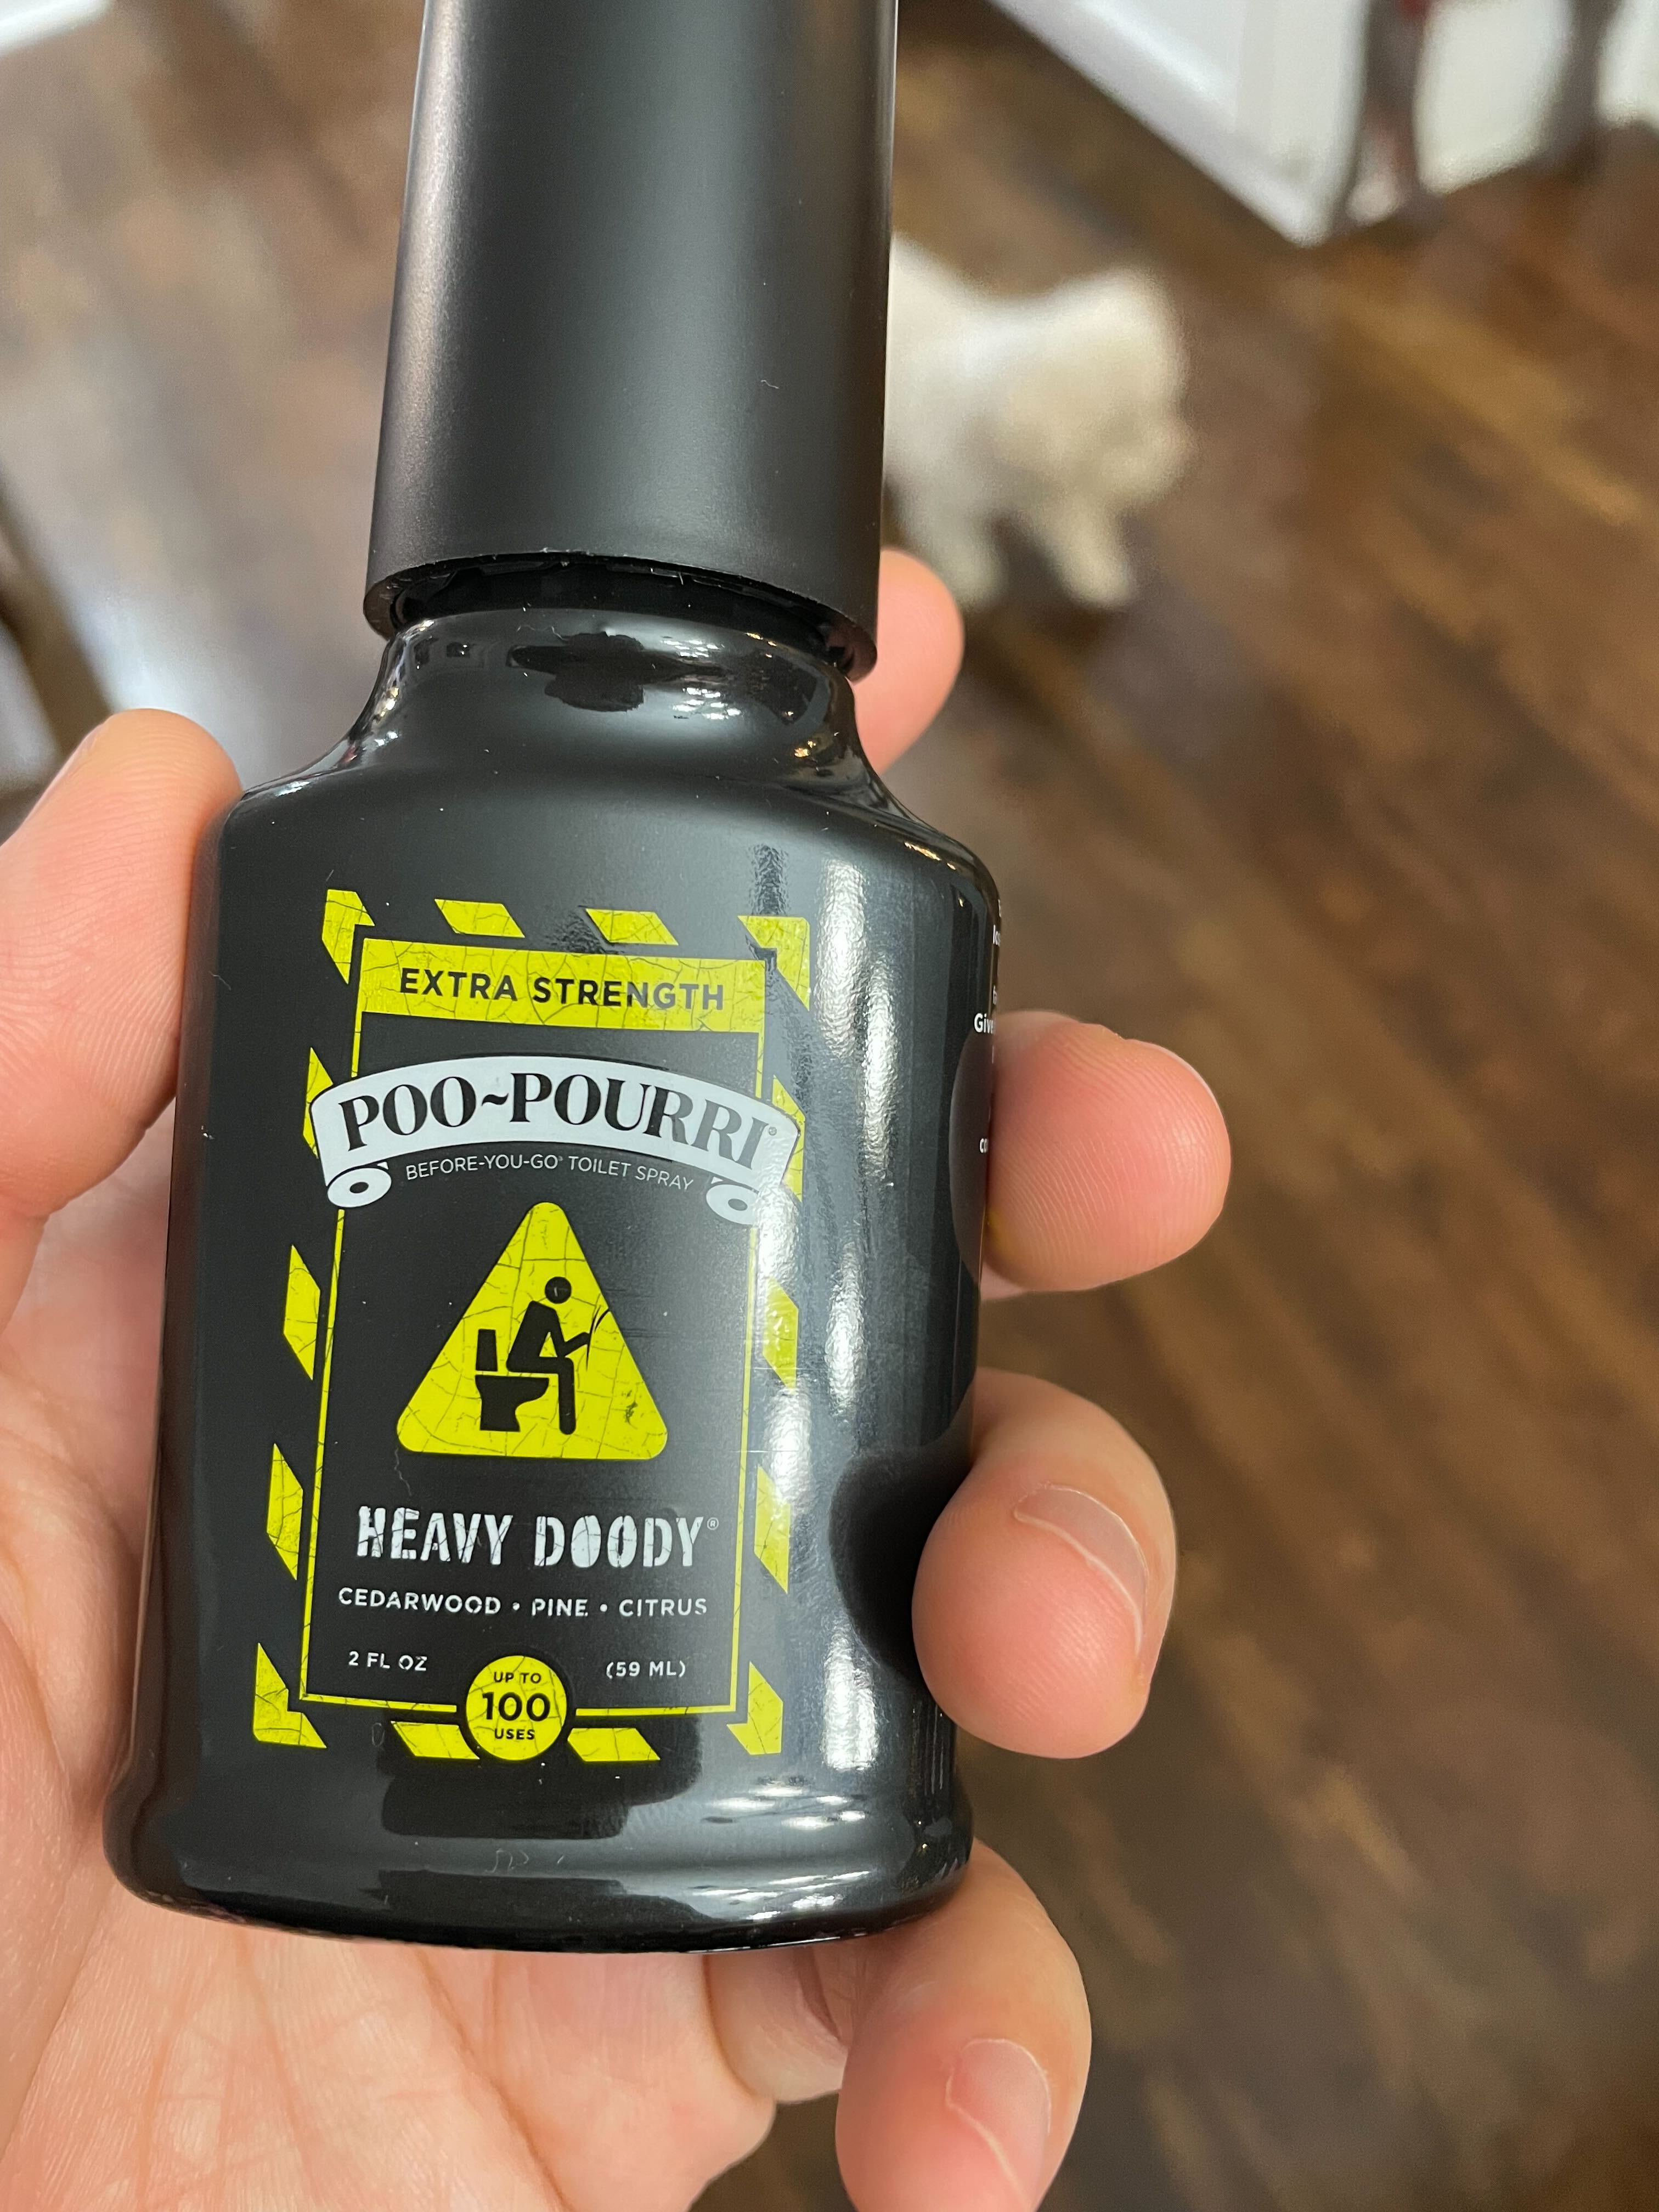 EXTRA STRENGTH
POO~POURRI®
BEFORE-YOU-GO® TOILET SPRAY
HEAVY DOODY®
CEDARWOOD • PINE • CITRUS
2 FL OZ (59 ML)
UP TO
100
USES